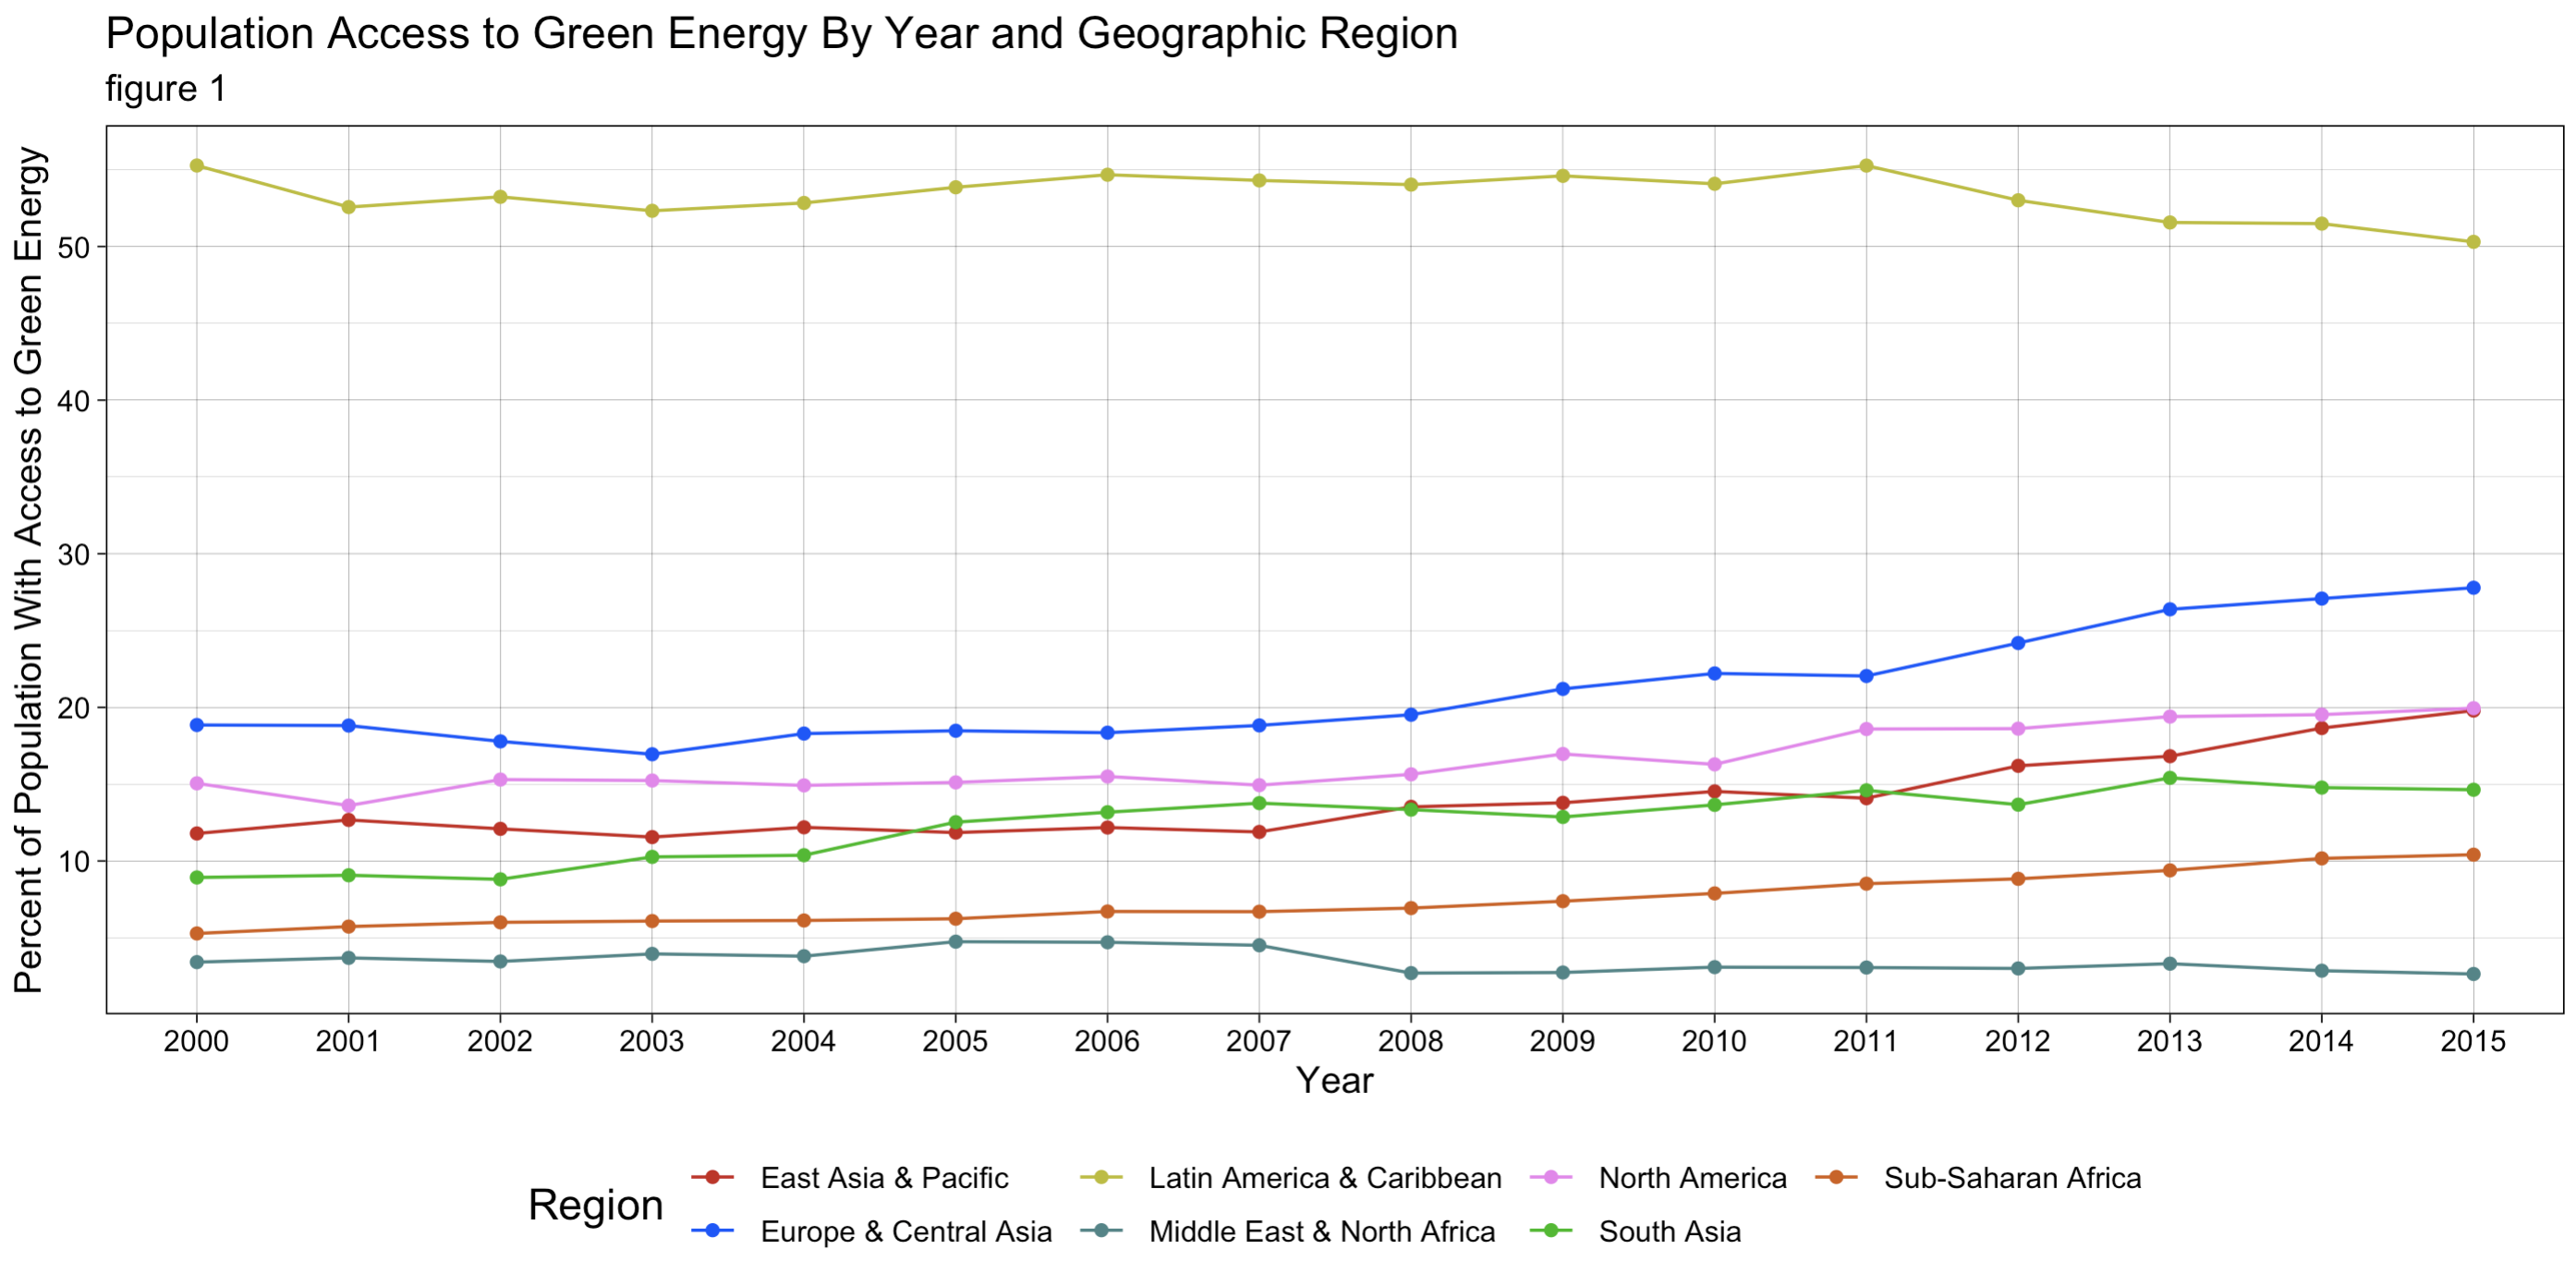 Population Access to Green Energy By Year and Geographic Region
figure 1
Percent of Population With Access to Green Energy
50
40
30
20
10
2000 2001 2002 2003 2004 2005 2006 2007 2008 2009 2010 2011 2012 2013 2014 2015
Year
Region
East Asia & Pacific Latin America & Caribbean North America Sub-Saharan Africa
Europe & Central Asia Middle East & North Africa South Asia